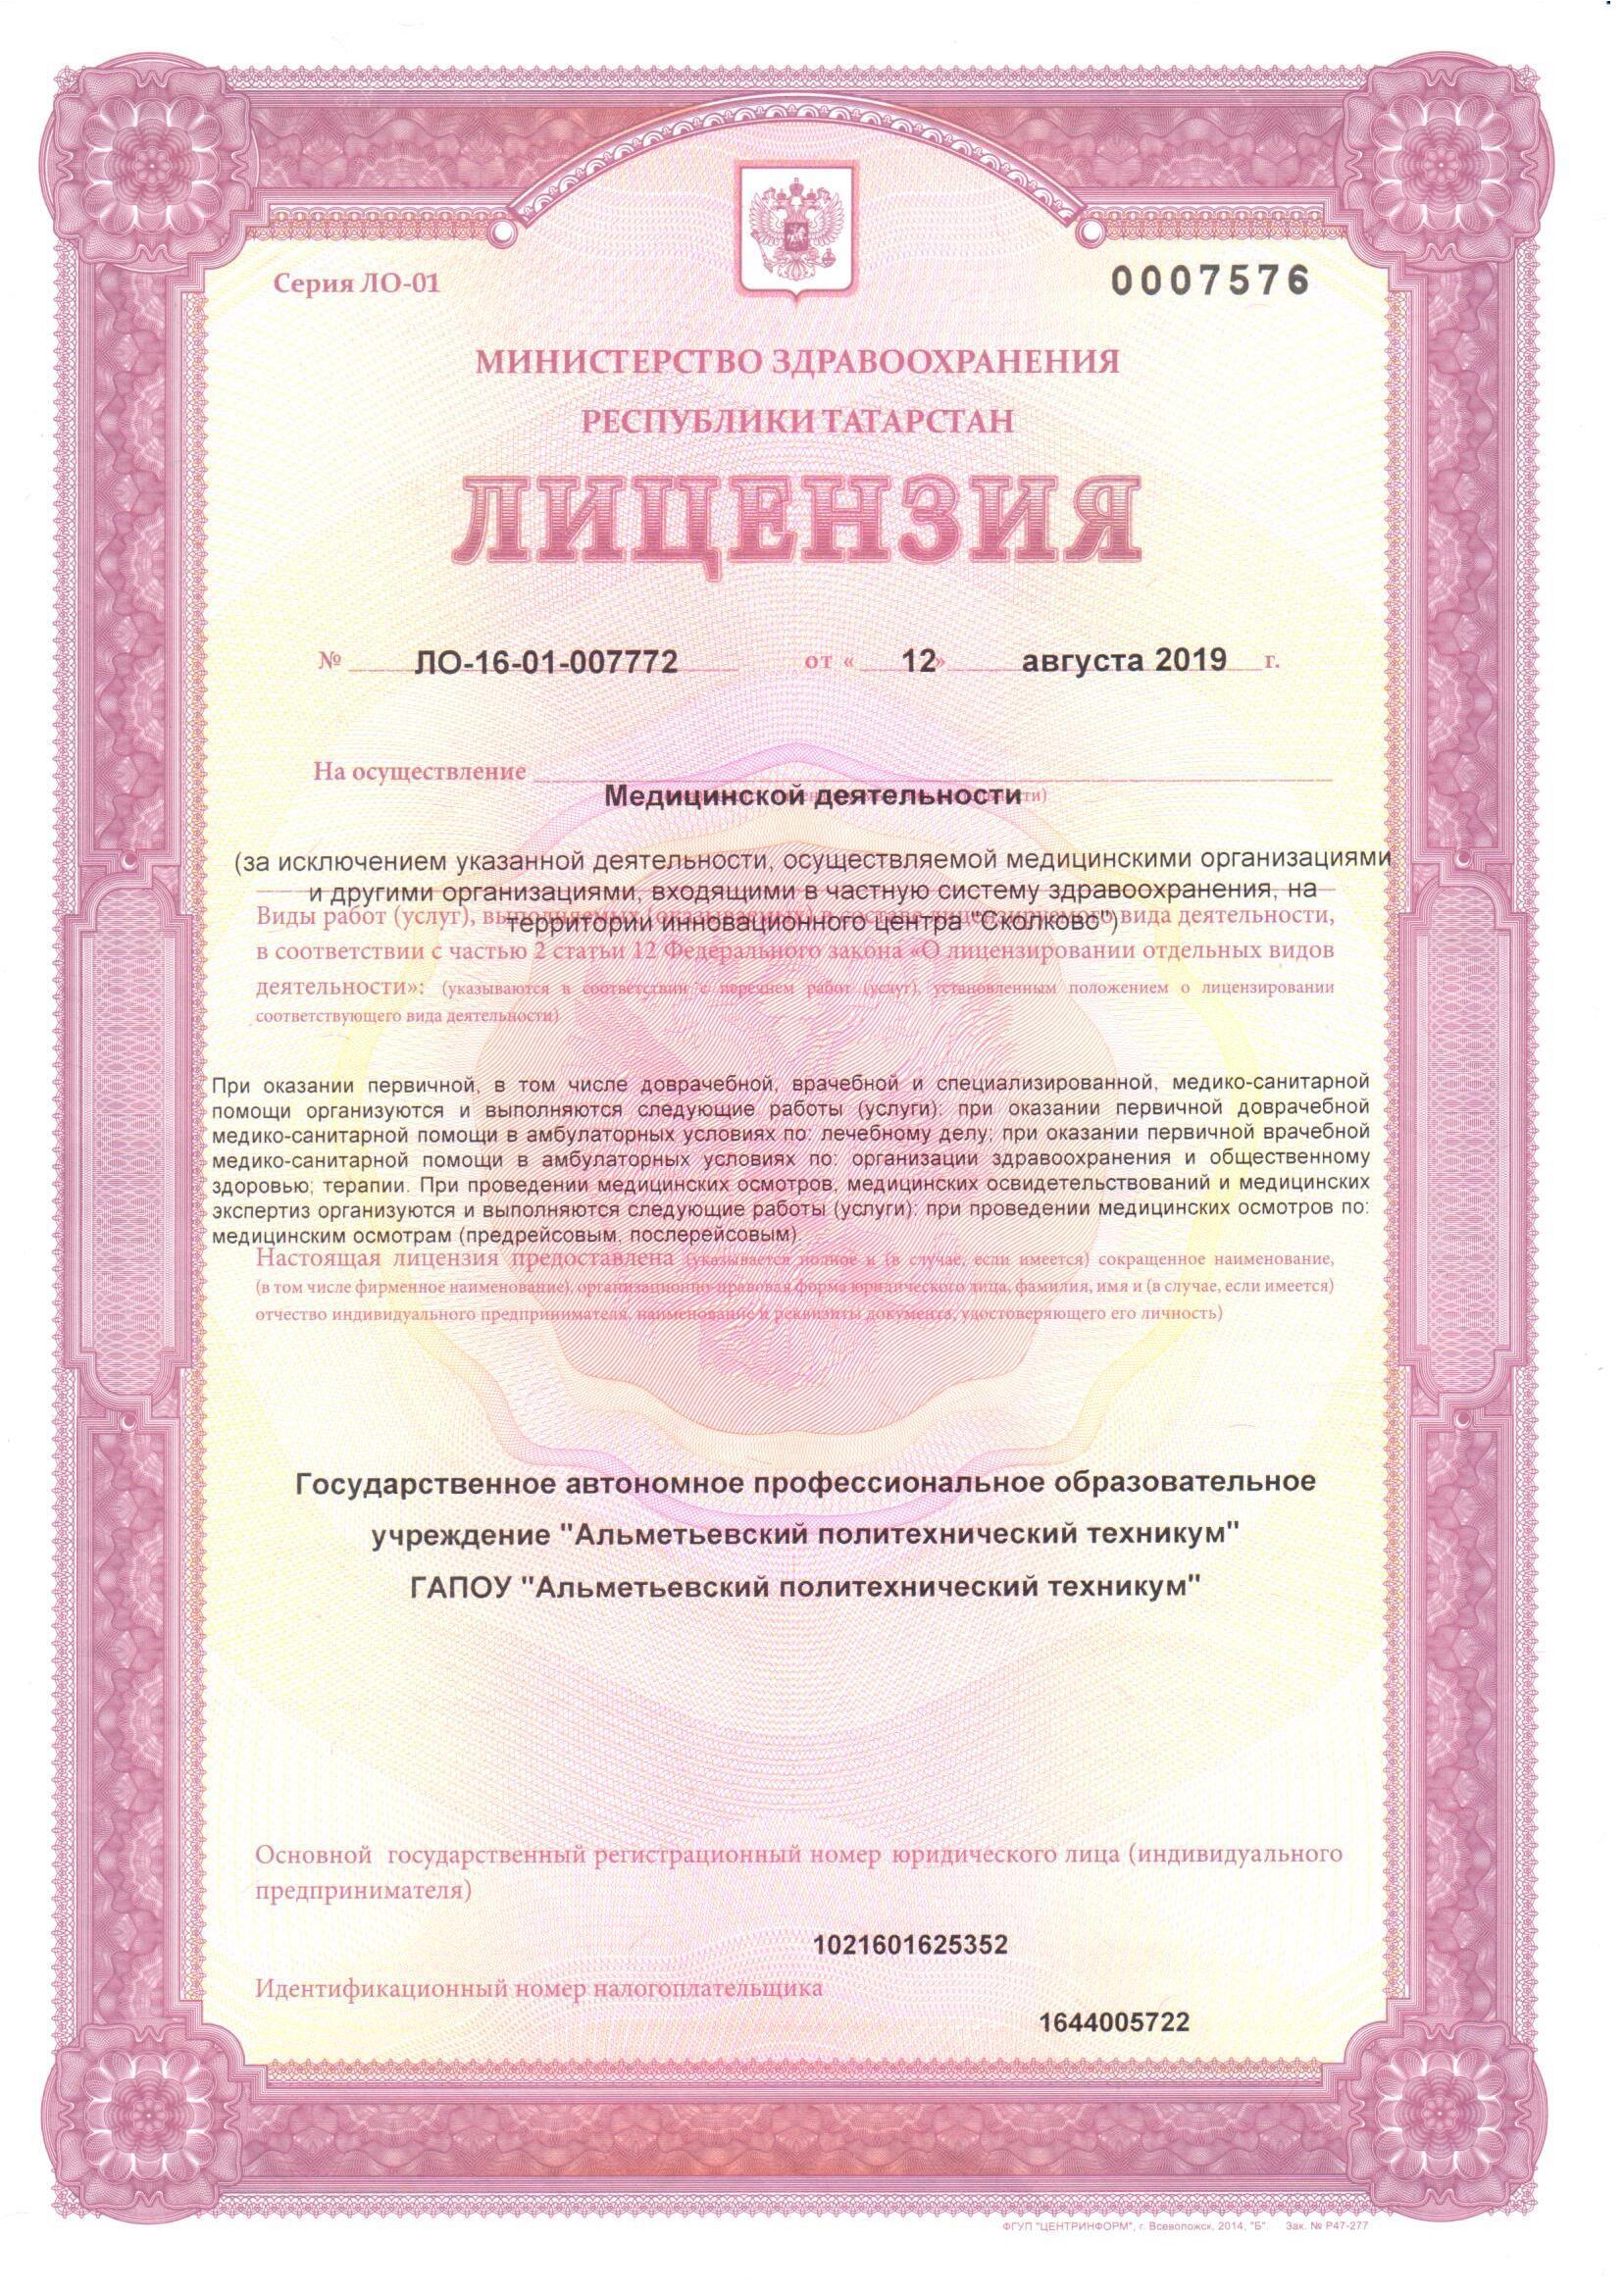 Серия ЛО-01
0007576
МИНИСТЕРСТВО ЗДРАВООХРАНЕНИЯ
РЕСПУБЛИКИ ТАТАРСТАН
ЛИЦЕНЗИЯ
№ ЛО-16-01-007772 от « 12» августа 2019 г.
На осуществление
Медицинской деятельности
(за исключением указанной деятельности, осуществляемой медицинскими организациями
и другими организациями, входящими в частную систему здравоохранения, на
территории инновационного центра "Сколково")
Виды работ (услуг), вида деятельности,
в соответствии с частью 2 статьи 12 Федерального закона «О лицензировании отдельных видов
деятельности»: (указываются в соответствии с перечнем работ (услуг), установленным положением о лицензировании
соответствующего вида деятельности)
При оказании первичной, в том числе доврачебной, врачебной и специализированной, медико-санитарной
помощи организуются и выполняются следующие работы (услуги): при оказании первичной доврачебной
медико-санитарной помощи в амбулаторных условиях по: лечебному делу; при оказании первичной врачебной
медико-санитарной помощи в амбулаторных условиях по: организации здравоохранения и общественному
здоровью; терапии. При проведении медицинских осмотров, медицинских освидетельствований и медицинских
экспертиз организуются и выполняются следующие работы (услуги): при проведении медицинских осмотров по:
медицинским осмотрам (предрейсовым, послерейсовым).
Настоящая лицензия предоставлена (указывается полное и (в случае, если имеется) сокращенное наименование,
(в том числе фирменное наименование), организационно-правовая форма юридического лица, фамилия, имя и (в случае, если имеется)
отчество индивидуального предпринимателя, наименование и реквизиты документа, удостоверяющего его личность)
Государственное автономное профессиональное образовательное
учреждение "Альметьевский политехнический техникум"
ГАПОУ "Альметьевский политехнический техникум"
Основной государственный регистрационный номер юридического лица (индивидуального
предпринимателя)
1021601625352
Идентификационный номер налогоплательщика
1644005722
ФГУП "ЦЕНТРИНФОРМ", г. Всеволожск, 2014, "Б". Зак. № Р47-277